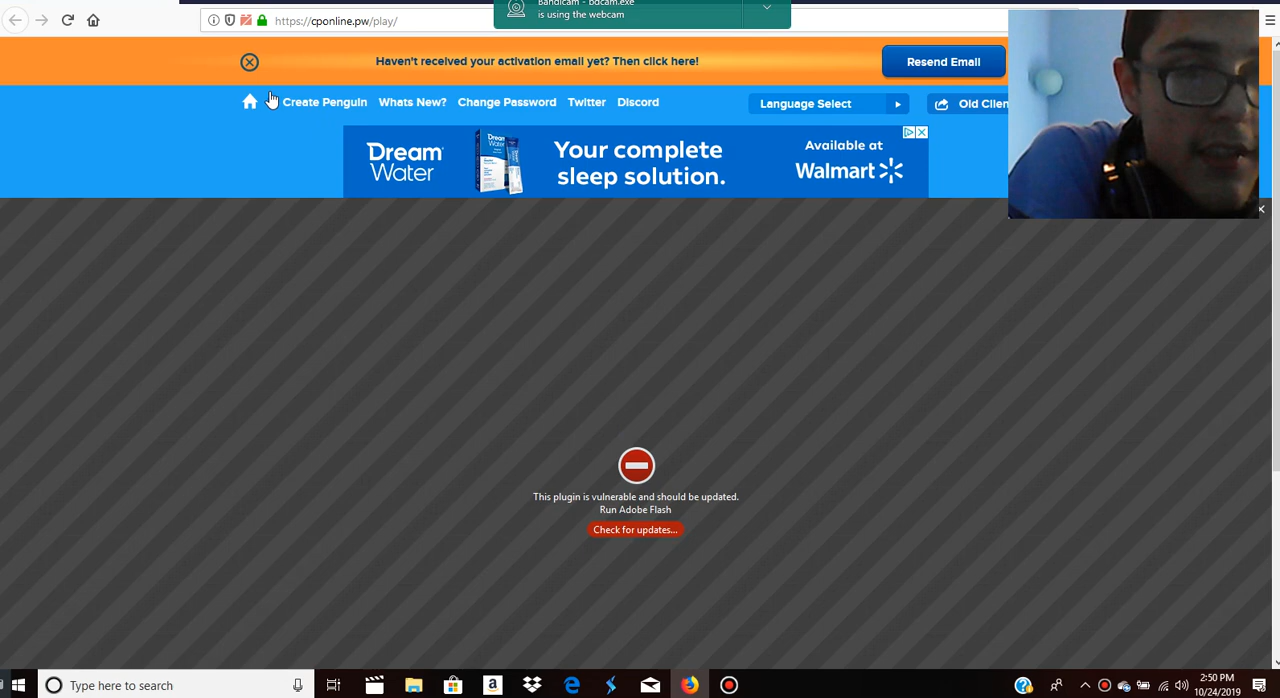 Bandicam - bdcam.exe
is using the webcam
https://cponline.pw/play/
Haven't received your activation email yet? Then click here!
Resend Email
Create Penguin
Whats New?
Change Password
Twitter
Discord
Language Select
Old Clien
Dream
Water
Dream
Water
Your complete
sleep solution.
Available at
Walmart
This plugin is vulnerable and should be updated.
Run Adobe Flash
Check for updates...
Type here to search
a
2:50 PM
10/24/2019